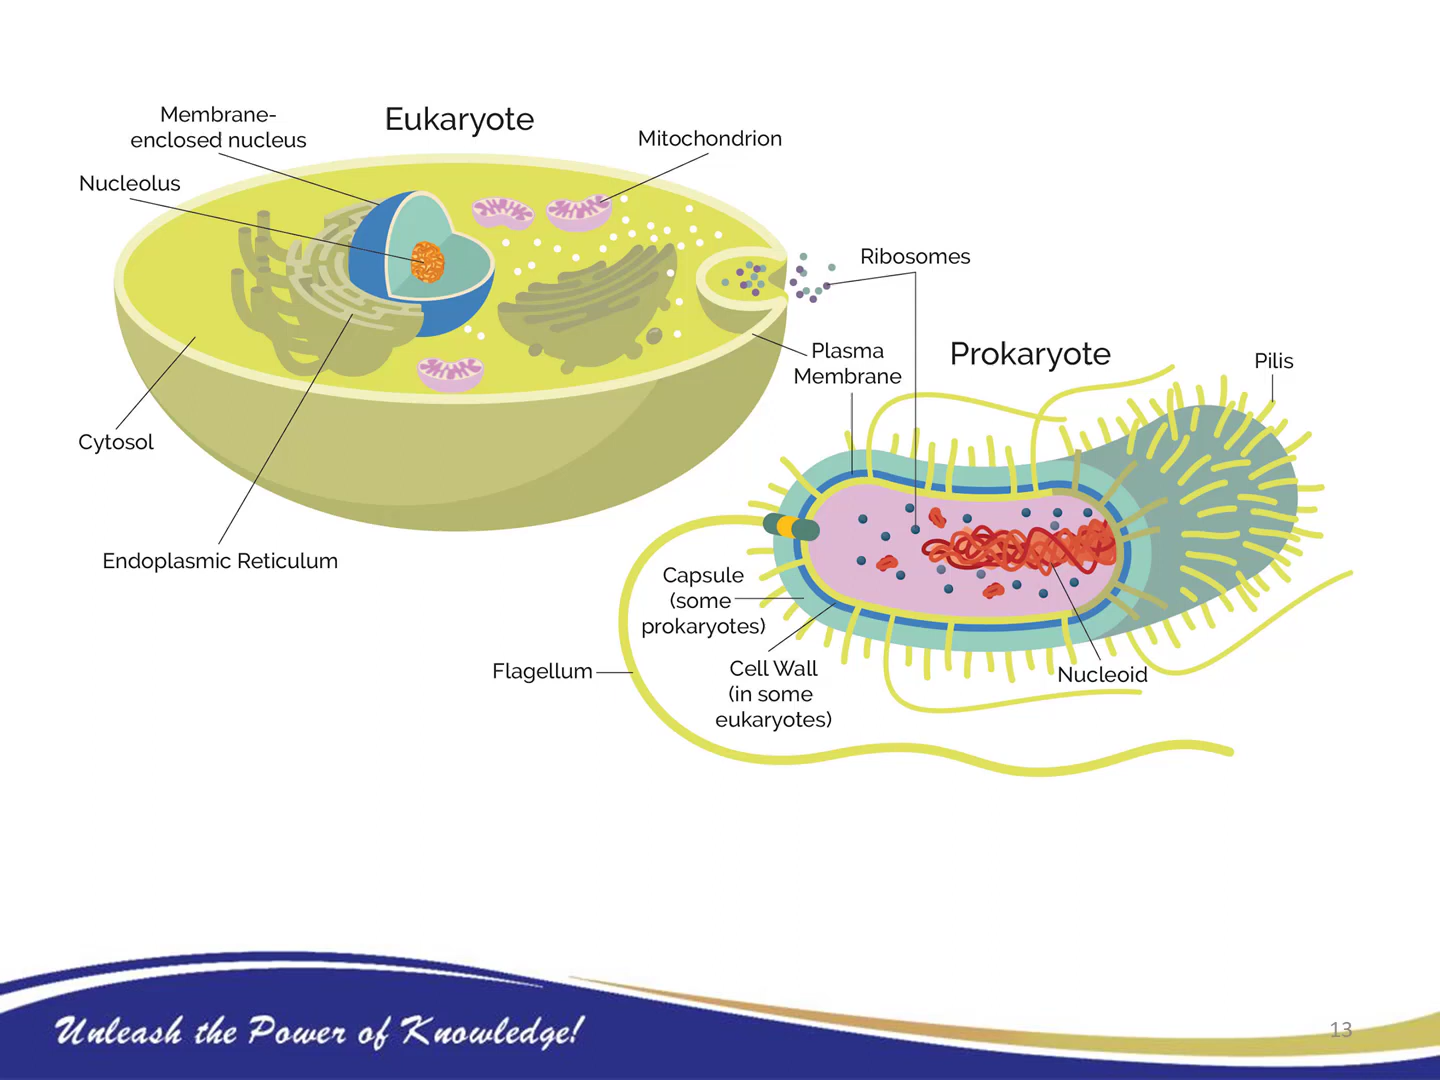 Eukaryote
Membrane-
enclosed nucleus
Mitochondrion
Nucleolus
Ribosomes
Plasma
Membrane
Prokaryote
Pilis
Cytosol
Endoplasmic Reticulum
Capsule
(some
prokaryotes)
Flagellum
Cell Wall
(in some
eukaryotes)
Nucleoid
Unleash the Power of Knowledge!
13